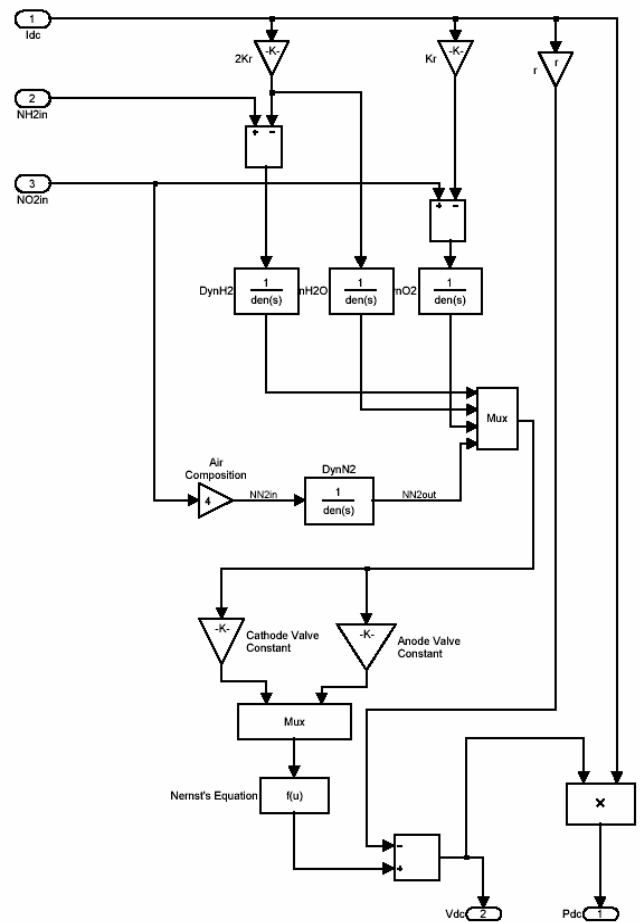 1
Idc
2Kr
-K-
Kr
-K-
r
r
2
NH2in
+ -
3
NO2in
+ -
DynH2
1
den(s)
nH2O
1
den(s)
nO2
1
den(s)
Mux
Air
Composition
4
NN2in
DynN2
1
den(s)
NN2out
-K-
Cathode Valve
Constant
-K-
Anode Valve
Constant
Mux
Nernst's Equation
f(u)
-
+
×
Vdc
2
Pdc
1